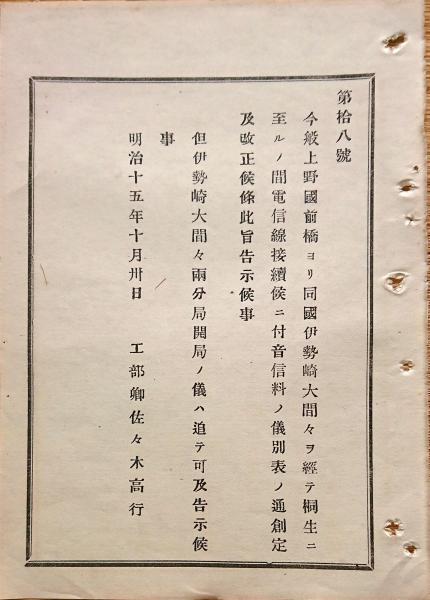 第拾八號
今般上野國前橋ヨリ同國伊勢崎大間々ヲ經テ桐生ニ
至ルノ間電信線接續候ニ付音信料ノ儀別表ノ通創定
及改正候條此旨告示候事
但伊勢崎大間々兩分局開局ノ儀ハ追テ可及告示候
事
明治十五年十月卅日　工部卿佐々木高行